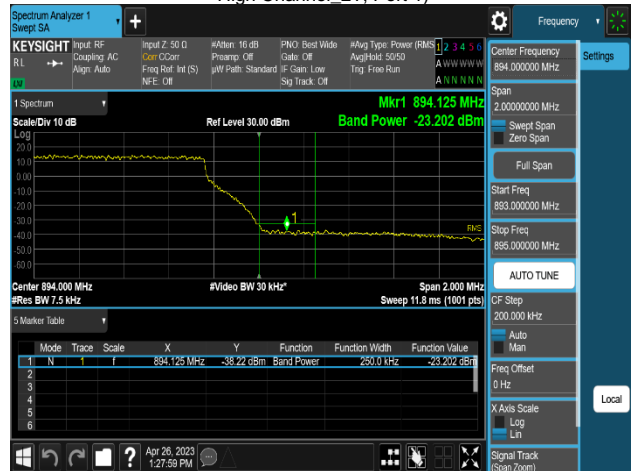 High Channel_21, Port 1)
Spectrum Analyzer 1
Swept SA
Frequency
KEYSIGHT
RL
Input: RF
Coupling: AC
Align: Auto
Input Z: 50 Ω
Corr CCorr
Freq Ref: Int (S)
NFE: Off
#Atten: 16 dB
Preamp: Off
µW Path: Standard
PNO: Best Wide
Gate: Off
IF Gain: Low
Sig Track: Off
#Avg Type: Power (RMS
Avg|Hold: 50/50
Trig: Free Run
1 2 3 4 5 6
A W W W W W
A N N N N N
1 Spectrum
Scale/Div 10 dB
Ref Level 30.00 dBm
Mkr1 894.125 MHz
Band Power -23.202 dBm
Log
20.0
10.0
0.00
-10.0
-20.0
-30.0
-40.0
-50.0
-60.0
1
RMS
Center 894.000 MHz
#Res BW 7.5 kHz
#Video BW 30 kHz*
Span 2.000 MHz
Sweep 11.8 ms (1001 pts)
5 Marker Table
Mode Trace Scale X Y Function Function Width Function Value
1 N 1 f 894.125 MHz -38.22 dBm Band Power 250.0 kHz -23.202 dBm
2
3
4
5
6
Apr 26, 2023
1:27:59 PM
Center Frequency
894.000000 MHz
Settings
Span
2.00000000 MHz
Swept Span
Zero Span
Full Span
Start Freq
893.000000 MHz
Stop Freq
895.000000 MHz
AUTO TUNE
CF Step
200.000 kHz
Auto
Man
Freq Offset
0 Hz
Local
X Axis Scale
Log
Lin
Signal Track
(Span Zoom)